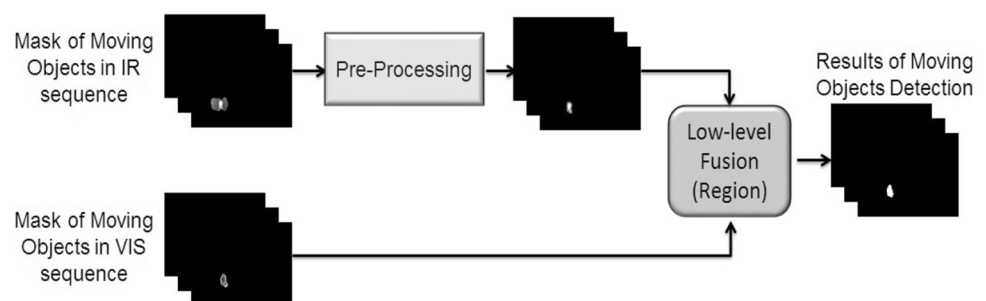 Mask of Moving
Objects in IR
sequence
Pre-Processing
Results of Moving
Objects Detection
Low-level
Fusion
(Region)
Mask of Moving
Objects in VIS
sequence